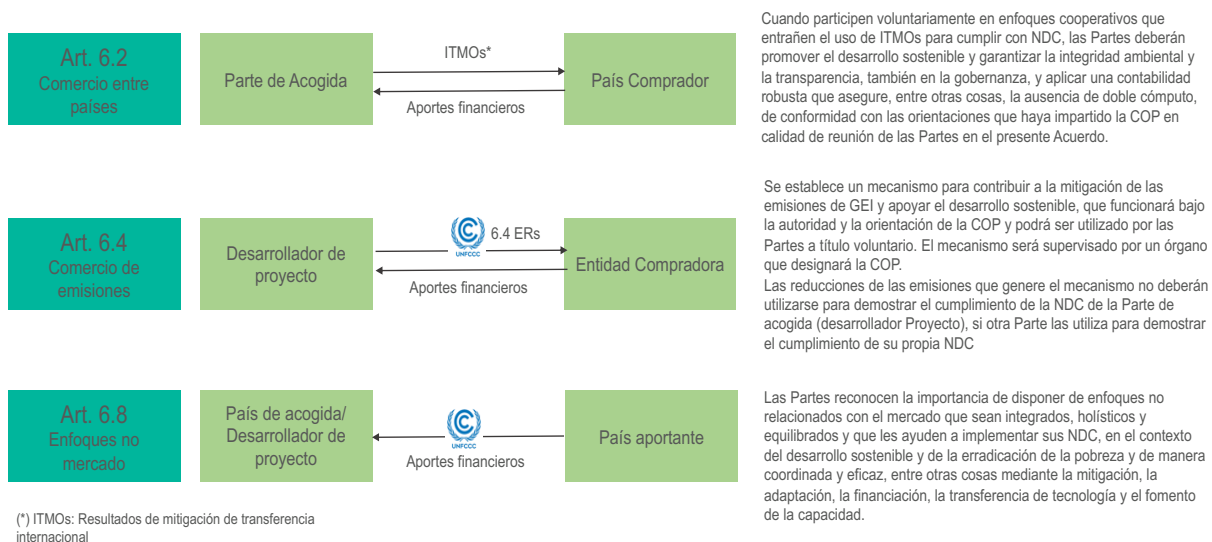 Art. 6.2
Comercio entre
países
Parte de Acogida
ITMOs*
Aportes financieros
País Comprador
Cuando participen voluntariamente en enfoques cooperativos que
entrañen el uso de ITMOs para cumplir con NDC, las Partes deberán
promover el desarrollo sostenible y garantizar la integridad ambiental y
la transparencia, también en la gobernanza, y aplicar una contabilidad
robusta que asegure, entre otras cosas, la ausencia de doble cómputo,
de conformidad con las orientaciones que haya impartido la COP en
calidad de reunión de las Partes en el presente Acuerdo.
Art. 6.4
Comercio de
emisiones
Desarrollador de
proyecto
UNFCCC
6.4 ERs
Aportes financieros
Entidad Compradora
Se establece un mecanismo para contribuir a la mitigación de las
emisiones de GEI y apoyar el desarrollo sostenible, que funcionará bajo
la autoridad y la orientación de la COP y podrá ser utilizado por las
Partes a título voluntario. El mecanismo será supervisado por un órgano
que designará la COP.
Las reducciones de las emisiones que genere el mecanismo no deberán
utilizarse para demostrar el cumplimiento de la NDC de la Parte de
acogida (desarrollador Proyecto), si otra Parte las utiliza para demostrar
el cumplimiento de su propia NDC
Art. 6.8
Enfoques no
mercado
País de acogida/
Desarrollador de
proyecto
UNFCCC
Aportes financieros
País aportante
Las Partes reconocen la importancia de disponer de enfoques no
relacionados con el mercado que sean integrados, holísticos y
equilibrados y que les ayuden a implementar sus NDC, en el contexto
del desarrollo sostenible y de la erradicación de la pobreza y de manera
coordinada y eficaz, entre otras cosas mediante la mitigación, la
adaptación, la financiación, la transferencia de tecnología y el fomento
de la capacidad.
(*) ITMOs: Resultados de mitigación de transferencia
internacional